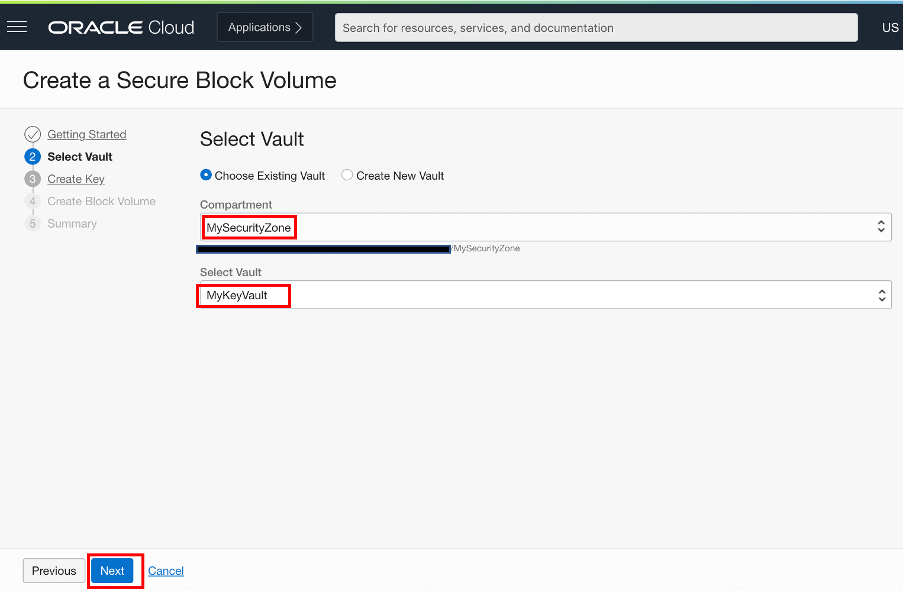 ORACLE Cloud Applications Search for resources, services, and documentation US
Create a Secure Block Volume
Getting Started
2 Select Vault
3 Create Key
4 Create Block Volume
5 Summary
Select Vault
Choose Existing Vault Create New Vault
Compartment
MySecurityZone
/MySecurityZone
Select Vault
MyKeyVault
Previous Next Cancel